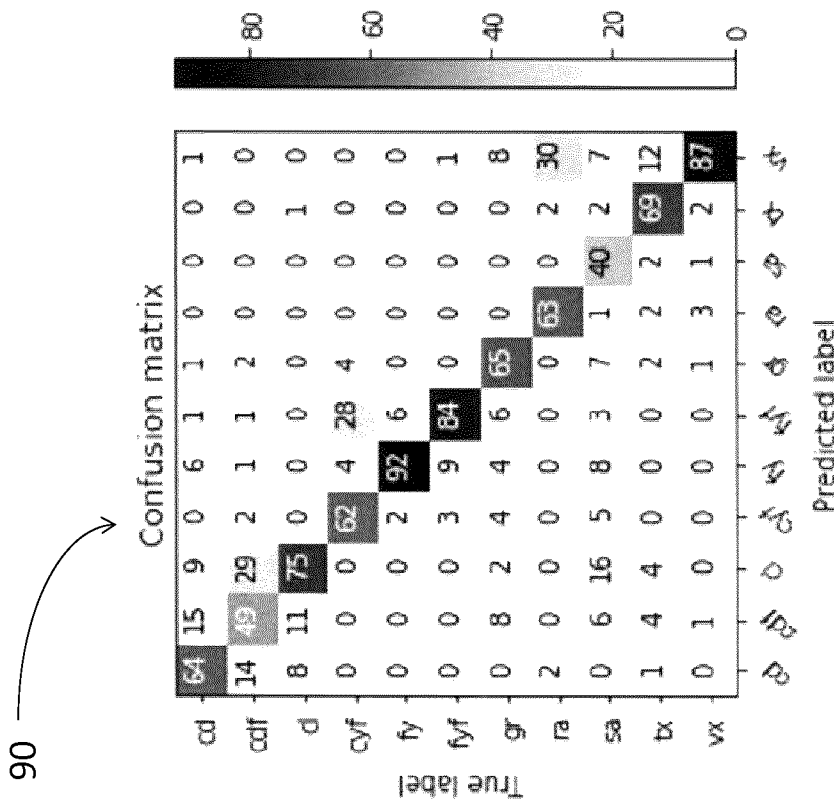 90
Confusion matrix
True label
cd 64 15 9 0 6 1 1 0 0 0 1
cdf 14 49 29 2 1 1 2 0 0 0 0
cl 8 11 75 0 0 0 0 0 0 1 0
cyf 0 0 0 62 4 28 4 0 0 0 0
fy 0 0 0 2 92 6 0 0 0 0 0
fyf 0 0 0 3 9 84 0 0 0 0 1
gr 0 8 2 4 4 6 65 0 0 0 8
ra 2 0 0 0 0 0 0 63 0 2 30
sa 0 6 16 5 8 3 7 1 40 2 7
tx 1 4 4 0 0 0 2 2 2 69 12
vx 0 1 0 0 0 0 1 3 1 2 87
Predicted label
80
60
40
20
0